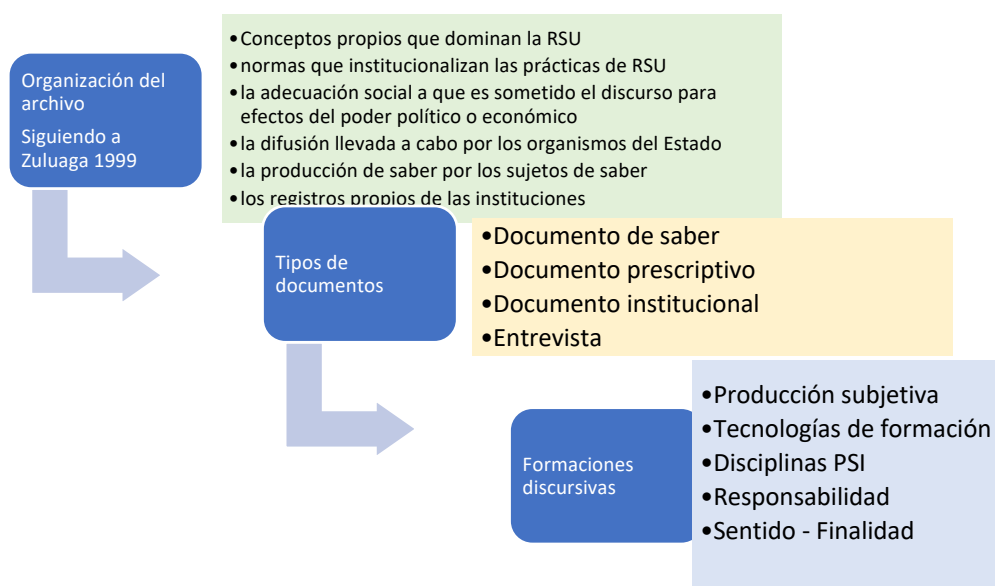 Organización del
archivo
Siguiendo a
Zuluaga 1999
•Conceptos propios que dominan la RSU
•normas que institucionalizan las prácticas de RSU
•la adecuación social a que es sometido el discurso para
efectos del poder político o económico
•la difusión llevada a cabo por los organismos del Estado
•la producción de saber por los sujetos de saber
•los registros propios de las instituciones
Tipos de
documentos
•Documento de saber
•Documento prescriptivo
•Documento institucional
•Entrevista
Formaciones
discursivas
•Producción subjetiva
•Tecnologías de formación
•Disciplinas PSI
•Responsabilidad
•Sentido - Finalidad